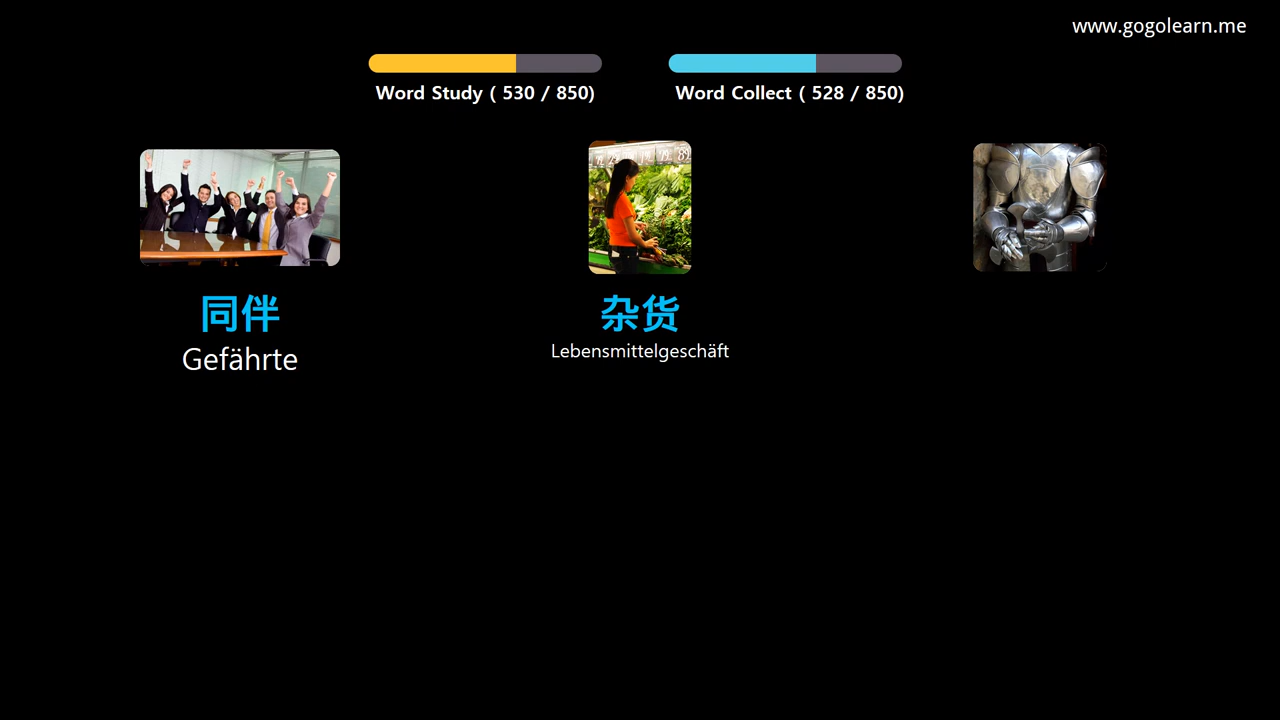 www.gogolearn.me
Word Study ( 530 / 850)
Word Collect ( 528 / 850)
同伴
Gefährte
杂货
Lebensmittelgeschäft